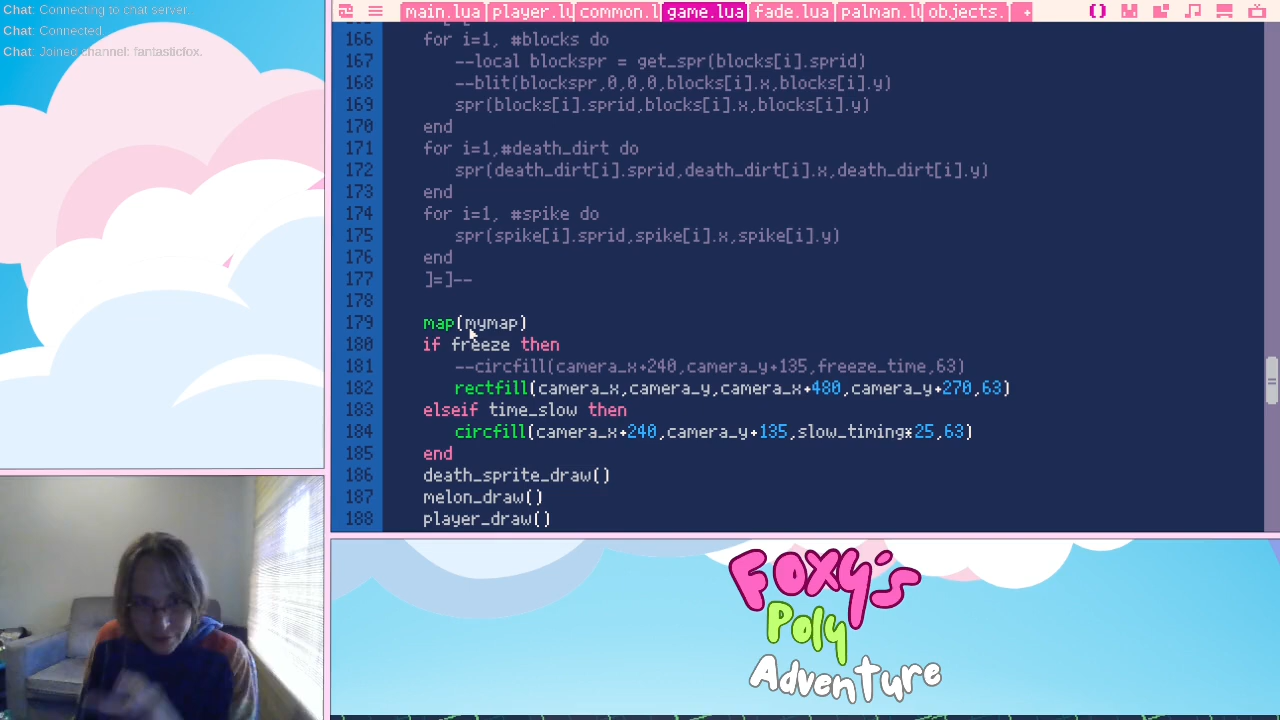 Chat: Connecting to chat server.
Chat: Connected
Chat: Joined channel: fantasticfox.
main.lua player.lu common.l game.lua fade.lua palman.lu objects. +
166 for i=1, #blocks do
167 --local blockspr = get_spr(blocks[i].sprid)
168 --blit(blockspr,0,0,0,blocks[i].x,blocks[i].y)
169 spr(blocks[i].sprid,blocks[i].x,blocks[i].y)
170 end
171 for i=1,#death_dirt do
172 spr(death_dirt[i].sprid,death_dirt[i].x,death_dirt[i].y)
173 end
174 for i=1, #spike do
175 spr(spike[i].sprid,spike[i].x,spike[i].y)
176 end
177 ]=]--
178
179 map(mymap)
180 if freeze then
181 --circfill(camera_x+240,camera_y+135,freeze_time,63)
182 rectfill(camera_x,camera_y,camera_x+480,camera_y+270,63)
183 elseif time_slow then
184 circfill(camera_x+240,camera_y+135,slow_timing*25,63)
185 end
186 death_sprite_draw()
187 melon_draw()
188 player_draw()
Foxy's
Poly
Adventure